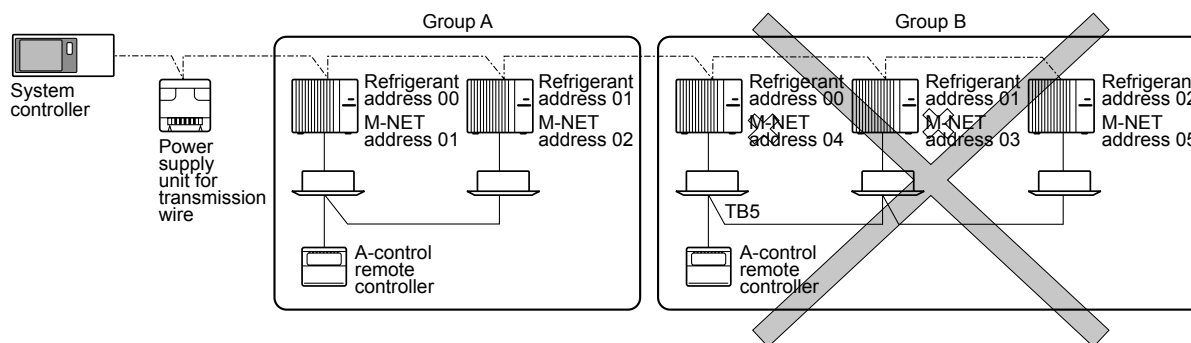 Group A
Group B
System
controller
Power
supply
unit for
transmission
wire
Refrigerant
address 00
M-NET
address 01
Refrigerant
address 01
M-NET
address 02
A-control
remote
controller
Refrigerant
address 00
M-NET
address 04
Refrigerant
address 01
M-NET
address 03
Refrigeran
address 02
M-NET
address 05
TB5
A-control
remote
controller